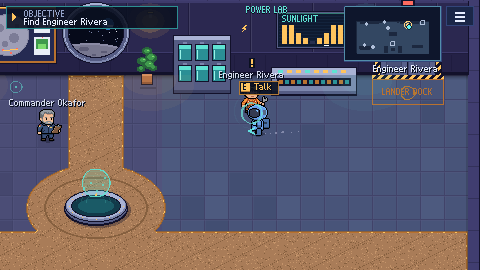 OBJECTIVE
Find Engineer Rivera
POWER LAB
SUNLIGHT
Engineer Rivera
Engineer Rivera
!
E Talk
LANDER DOCK
Commander Okafor